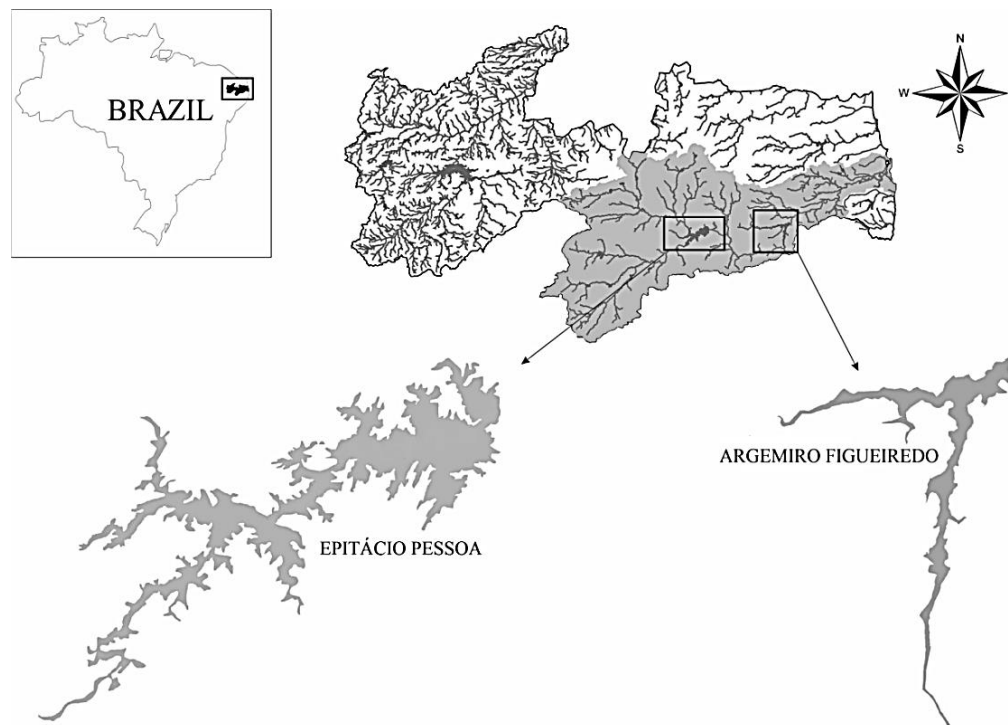 BRAZIL
N
W
S
ARGEMIRO FIGUEIREDO
EPITÁCIO PESSOA